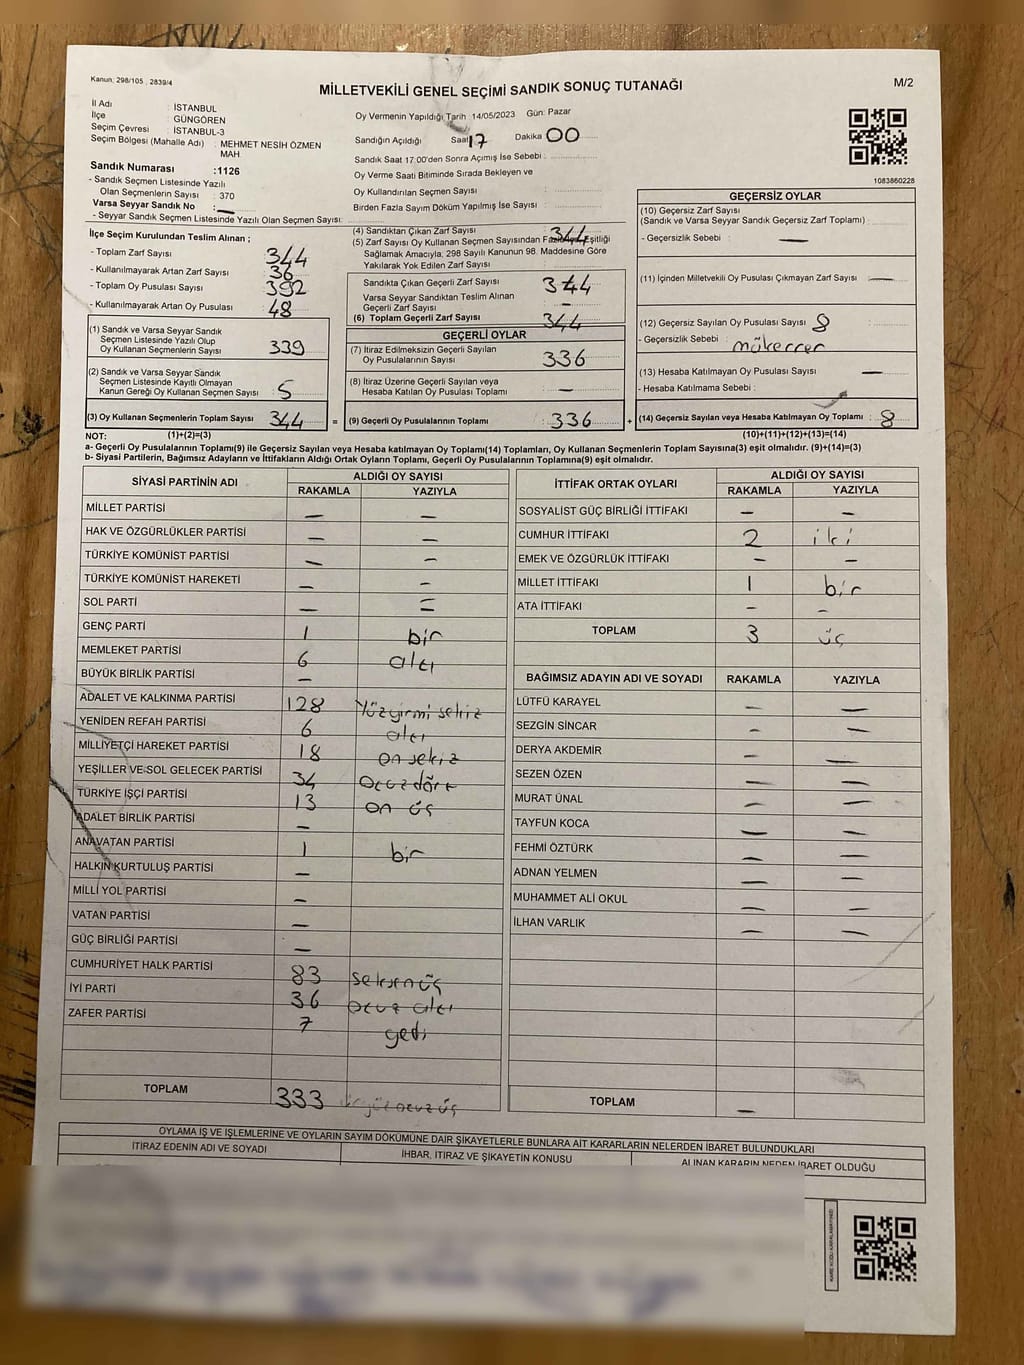 Kanun: 298/105 , 2839/4
MİLLETVEKİLİ GENEL SEÇİMİ SANDIK SONUÇ TUTANAĞI
M/2
İl Adı : İSTANBUL
İlçe : GÜNGÖREN
Seçim Çevresi : İSTANBUL-3
Seçim Bölgesi (Mahalle Adı) : MEHMET NESİH ÖZMEN MAH.
Sandık Numarası :1126
- Sandık Seçmen Listesinde Yazılı
Olan Seçmenlerin Sayısı : 370
Varsa Seyyar Sandık No : —
- Seyyar Sandık Seçmen Listesinde Yazılı Olan Seçmen Sayısı:
Oy Vermenin Yapıldığı Tarih 14/05/2023 Gün: Pazar
Sandığın Açıldığı Saat 17 Dakika 00
Sandık Saat 17:00'den Sonra Açımış İse Sebebi :
Oy Verme Saati Bitiminde Sırada Bekleyen ve
Oy Kullandırılan Seçmen Sayısı :
Birden Fazla Sayım Döküm Yapılmış İse Sayısı :
1083860228
İlçe Seçim Kurulundan Teslim Alınan ;
- Toplam Zarf Sayısı : 344
- Kullanılmayarak Artan Zarf Sayısı : 36
- Toplam Oy Pusulası Sayısı : 392
- Kullanılmayarak Artan Oy Pusulası : 48
(1) Sandık ve Varsa Seyyar Sandık
Seçmen Listesinde Yazılı Olup
Oy Kullanan Seçmenlerin Sayısı : 339
(2) Sandık ve Varsa Seyyar Sandık
Seçmen Listesinde Kayıtlı Olmayan
Kanun Gereği Oy Kullanan Seçmen Sayısı : 5
(3) Oy Kullanan Seçmenlerin Toplam Sayısı : 344
(1)+(2)=(3)
(4) Sandıktan Çıkan Zarf Sayısı : 344
(5) Zarf Sayısı Oy Kullanan Seçmen Sayısından Fazla İse, Eşitliği
Sağlamak Amacıyla; 298 Sayılı Kanunun 98. Maddesine Göre
Yakılarak Yok Edilen Zarf Sayısı :
Sandıkta Çıkan Geçerli Zarf Sayısı : 344
Varsa Seyyar Sandıktan Teslim Alınan
Geçerli Zarf Sayısı : —
(6) Toplam Geçerli Zarf Sayısı : 344
GEÇERLİ OYLAR
(7) İtiraz Edilmeksizin Geçerli Sayılan
Oy Pusulalarının Sayısı : 336
(8) İtiraz Üzerine Geçerli Sayılan veya
Hesaba Katılan Oy Pusulası Toplamı : —
= (9) Geçerli Oy Pusulalarının Toplamı : 336 +
GEÇERSİZ OYLAR
(10) Geçersiz Zarf Sayısı
(Sandık ve Varsa Seyyar Sandık Geçersiz Zarf Toplamı) :
- Geçersizlik Sebebi : —
(11) İçinden Milletvekili Oy Pusulası Çıkmayan Zarf Sayısı : —
(12) Geçersiz Sayılan Oy Pusulası Sayısı : 8
- Geçersizlik Sebebi : mükerrer
(13) Hesaba Katılmayan Oy Pusulası Sayısı : —
- Hesaba Katılmama Sebebi :
(14) Geçersiz Sayılan veya Hesaba Katılmayan Oy Toplamı : 8
(10)+(11)+(12)+(13)=(14)
NOT:
a- Geçerli Oy Pusulalarının Toplamı(9) ile Geçersiz Sayılan veya Hesaba katılmayan Oy Toplamı(14) Toplamları, Oy Kullanan Seçmenlerin Toplam Sayısına(3) eşit olmalıdır. (9)+(14)=(3)
b- Siyasi Partilerin, Bağımsız Adayların ve İttifakların Aldığı Ortak Oyların Toplamı, Geçerli Oy Pusulalarının Toplamına(9) eşit olmalıdır.
SİYASİ PARTİNİN ADI ALDIĞI OY SAYISI
RAKAMLA YAZIYLA
MİLLET PARTİSİ — —
HAK VE ÖZGÜRLÜKLER PARTİSİ — —
TÜRKİYE KOMÜNİST PARTİSİ — —
TÜRKİYE KOMÜNİST HAREKETİ — —
SOL PARTİ — —
GENÇ PARTİ 1 bir
MEMLEKET PARTİSİ 6 altı
BÜYÜK BİRLİK PARTİSİ —
ADALET VE KALKINMA PARTİSİ 128 Yüzyirmi sekiz
YENİDEN REFAH PARTİSİ 6 altı
MİLLİYETÇİ HAREKET PARTİSİ 18 on sekiz
YEŞİLLER VE SOL GELECEK PARTİSİ 34 otuz dört
TÜRKİYE İŞÇİ PARTİSİ 13 on üç
ADALET BİRLİK PARTİSİ —
ANAVATAN PARTİSİ 1 bir
HALKIN KURTULUŞ PARTİSİ —
MİLLİ YOL PARTİSİ —
VATAN PARTİSİ —
GÜÇ BİRLİĞİ PARTİSİ —
CUMHURİYET HALK PARTİSİ 83 seksen üç
İYİ PARTİ 36 otuz altı
ZAFER PARTİSİ 7 yedi
TOPLAM 333 üçyüz otuz üç
İTTİFAK ORTAK OYLARI ALDIĞI OY SAYISI
RAKAMLA YAZIYLA
SOSYALİST GÜÇ BİRLİĞİ İTTİFAKI — —
CUMHUR İTTİFAKI 2 iki
EMEK VE ÖZGÜRLÜK İTTİFAKI — —
MİLLET İTTİFAKI 1 bir
ATA İTTİFAKI — —
TOPLAM 3 üç
BAĞIMSIZ ADAYIN ADI VE SOYADI RAKAMLA YAZIYLA
LÜTFÜ KARAYEL — —
SEZGİN SİNCAR — —
DERYA AKDEMİR — —
SEZEN ÖZEN — —
MURAT ÜNAL — —
TAYFUN KOCA — —
FEHMİ ÖZTÜRK — —
ADNAN YELMEN — —
MUHAMMET ALİ OKUL — —
İLHAN VARLIK — —
TOPLAM —
OYLAMA İŞ VE İŞLEMLERİNE VE OYLARIN SAYIM DÖKÜMÜNE DAİR ŞİKAYETLERLE BUNLARA AİT KARARLARIN NELERDEN İBARET BULUNDUKLARI
İTİRAZ EDENİN ADI VE SOYADI İHBAR, İTİRAZ VE ŞİKAYETİN KONUSU ALINAN KARARIN NEDEN İBARET OLDUĞU